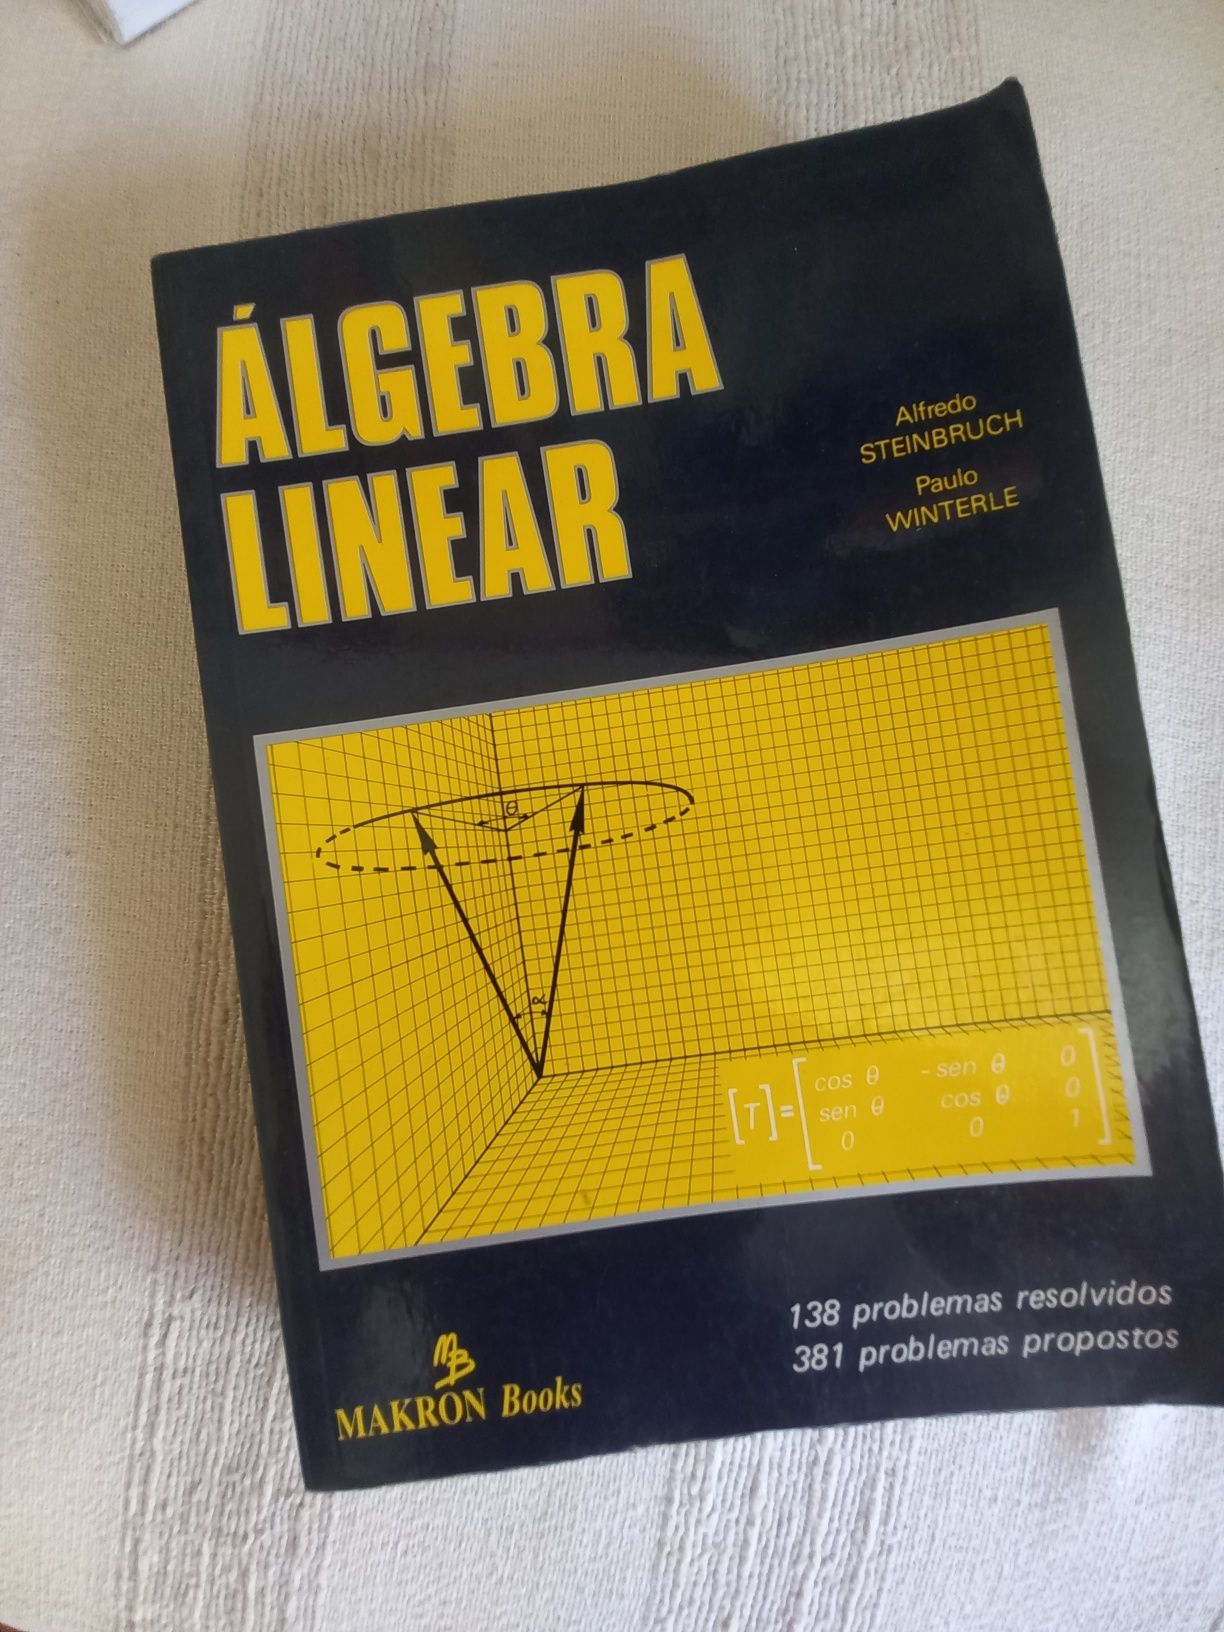 ÁLGEBRA
LINEAR
Alfredo
STEINBRUCH
Paulo
WINTERLE
θ
α
[T]=[cos θ -sen θ 0
sen θ cos θ 0
0 0 1]
138 problemas resolvidos
381 problemas propostos
MB
MAKRON Books